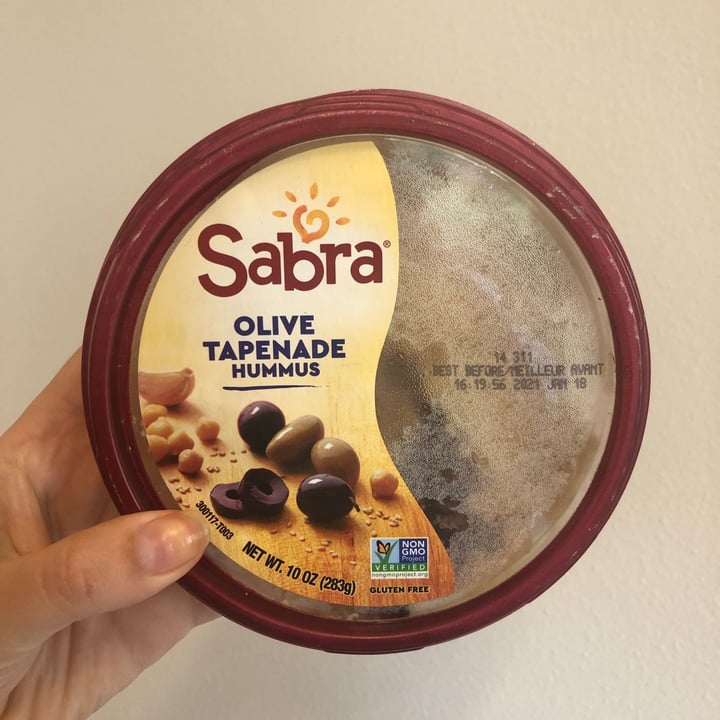 Sabra®
OLIVE
TAPENADE
HUMMUS
14 311
BEST BEFORE/MEILLEUR AVANT
16:19:56 2021 JAN 18
300117-T003
NET WT. 10 OZ (283g)
NON
GMO
Project
VERIFIED
nongmoproject.org
GLUTEN FREE